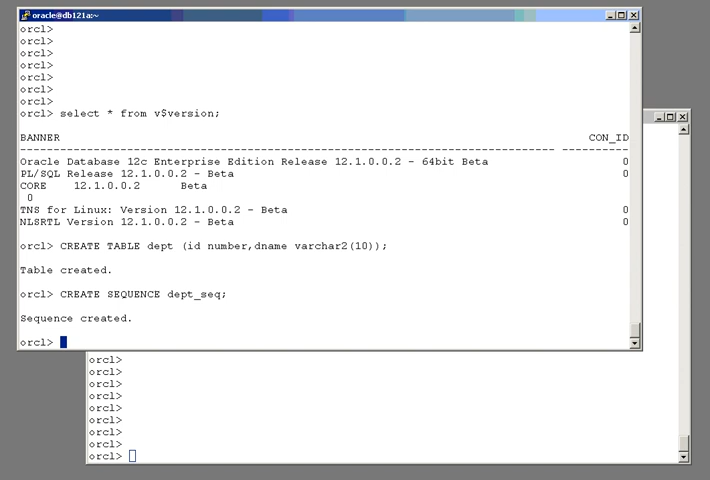 oracle@db121a:~
orcl>
orcl>
orcl>
orcl>
orcl>
orcl>
orcl>
orcl> select * from v$version;
BANNER CON_ID
-------------------------------------------------------------------------------- ----------
Oracle Database 12c Enterprise Edition Release 12.1.0.0.2 - 64bit Beta 0
PL/SQL Release 12.1.0.0.2 - Beta 0
CORE 12.1.0.0.2 Beta
0
TNS for Linux: Version 12.1.0.0.2 - Beta 0
NLSRTL Version 12.1.0.0.2 - Beta 0
orcl> CREATE TABLE dept (id number,dname varchar2(10));
Table created.
orcl> CREATE SEQUENCE dept_seq;
Sequence created.
orcl>
orcl>
orcl>
orcl>
orcl>
orcl>
orcl>
orcl>
orcl>
orcl>